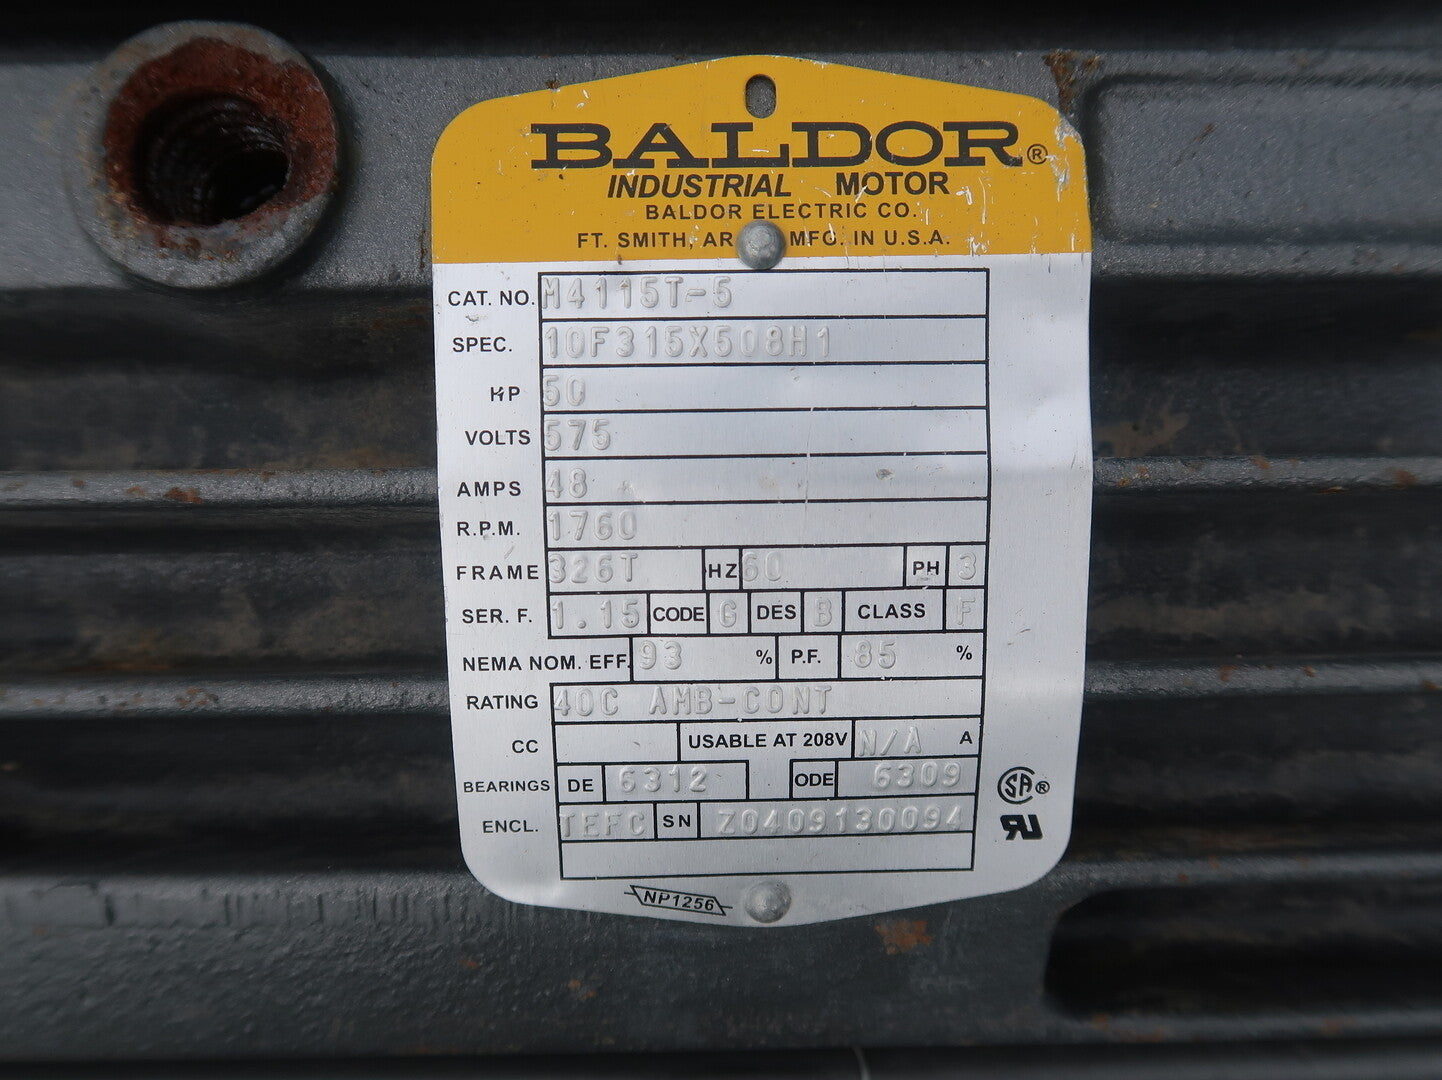 BALDOR®
INDUSTRIAL MOTOR
BALDOR ELECTRIC CO.
FT. SMITH, AR MFG. IN U.S.A.
CAT. NO. M4115T-5
SPEC. 10F315X508H1
HP 50
VOLTS 575
AMPS 48
R.P.M. 1760
FRAME 326T HZ 60 PH 3
SER. F. 1.15 CODE G DES B CLASS F
NEMA NOM. EFF. 93 % P.F. 85 %
RATING 40C AMB-CONT
CC USABLE AT 208V N/A A
BEARINGS DE 6312 ODE 6309
ENCL. TEFC SN Z0409130094
SA®
UR
NP1256